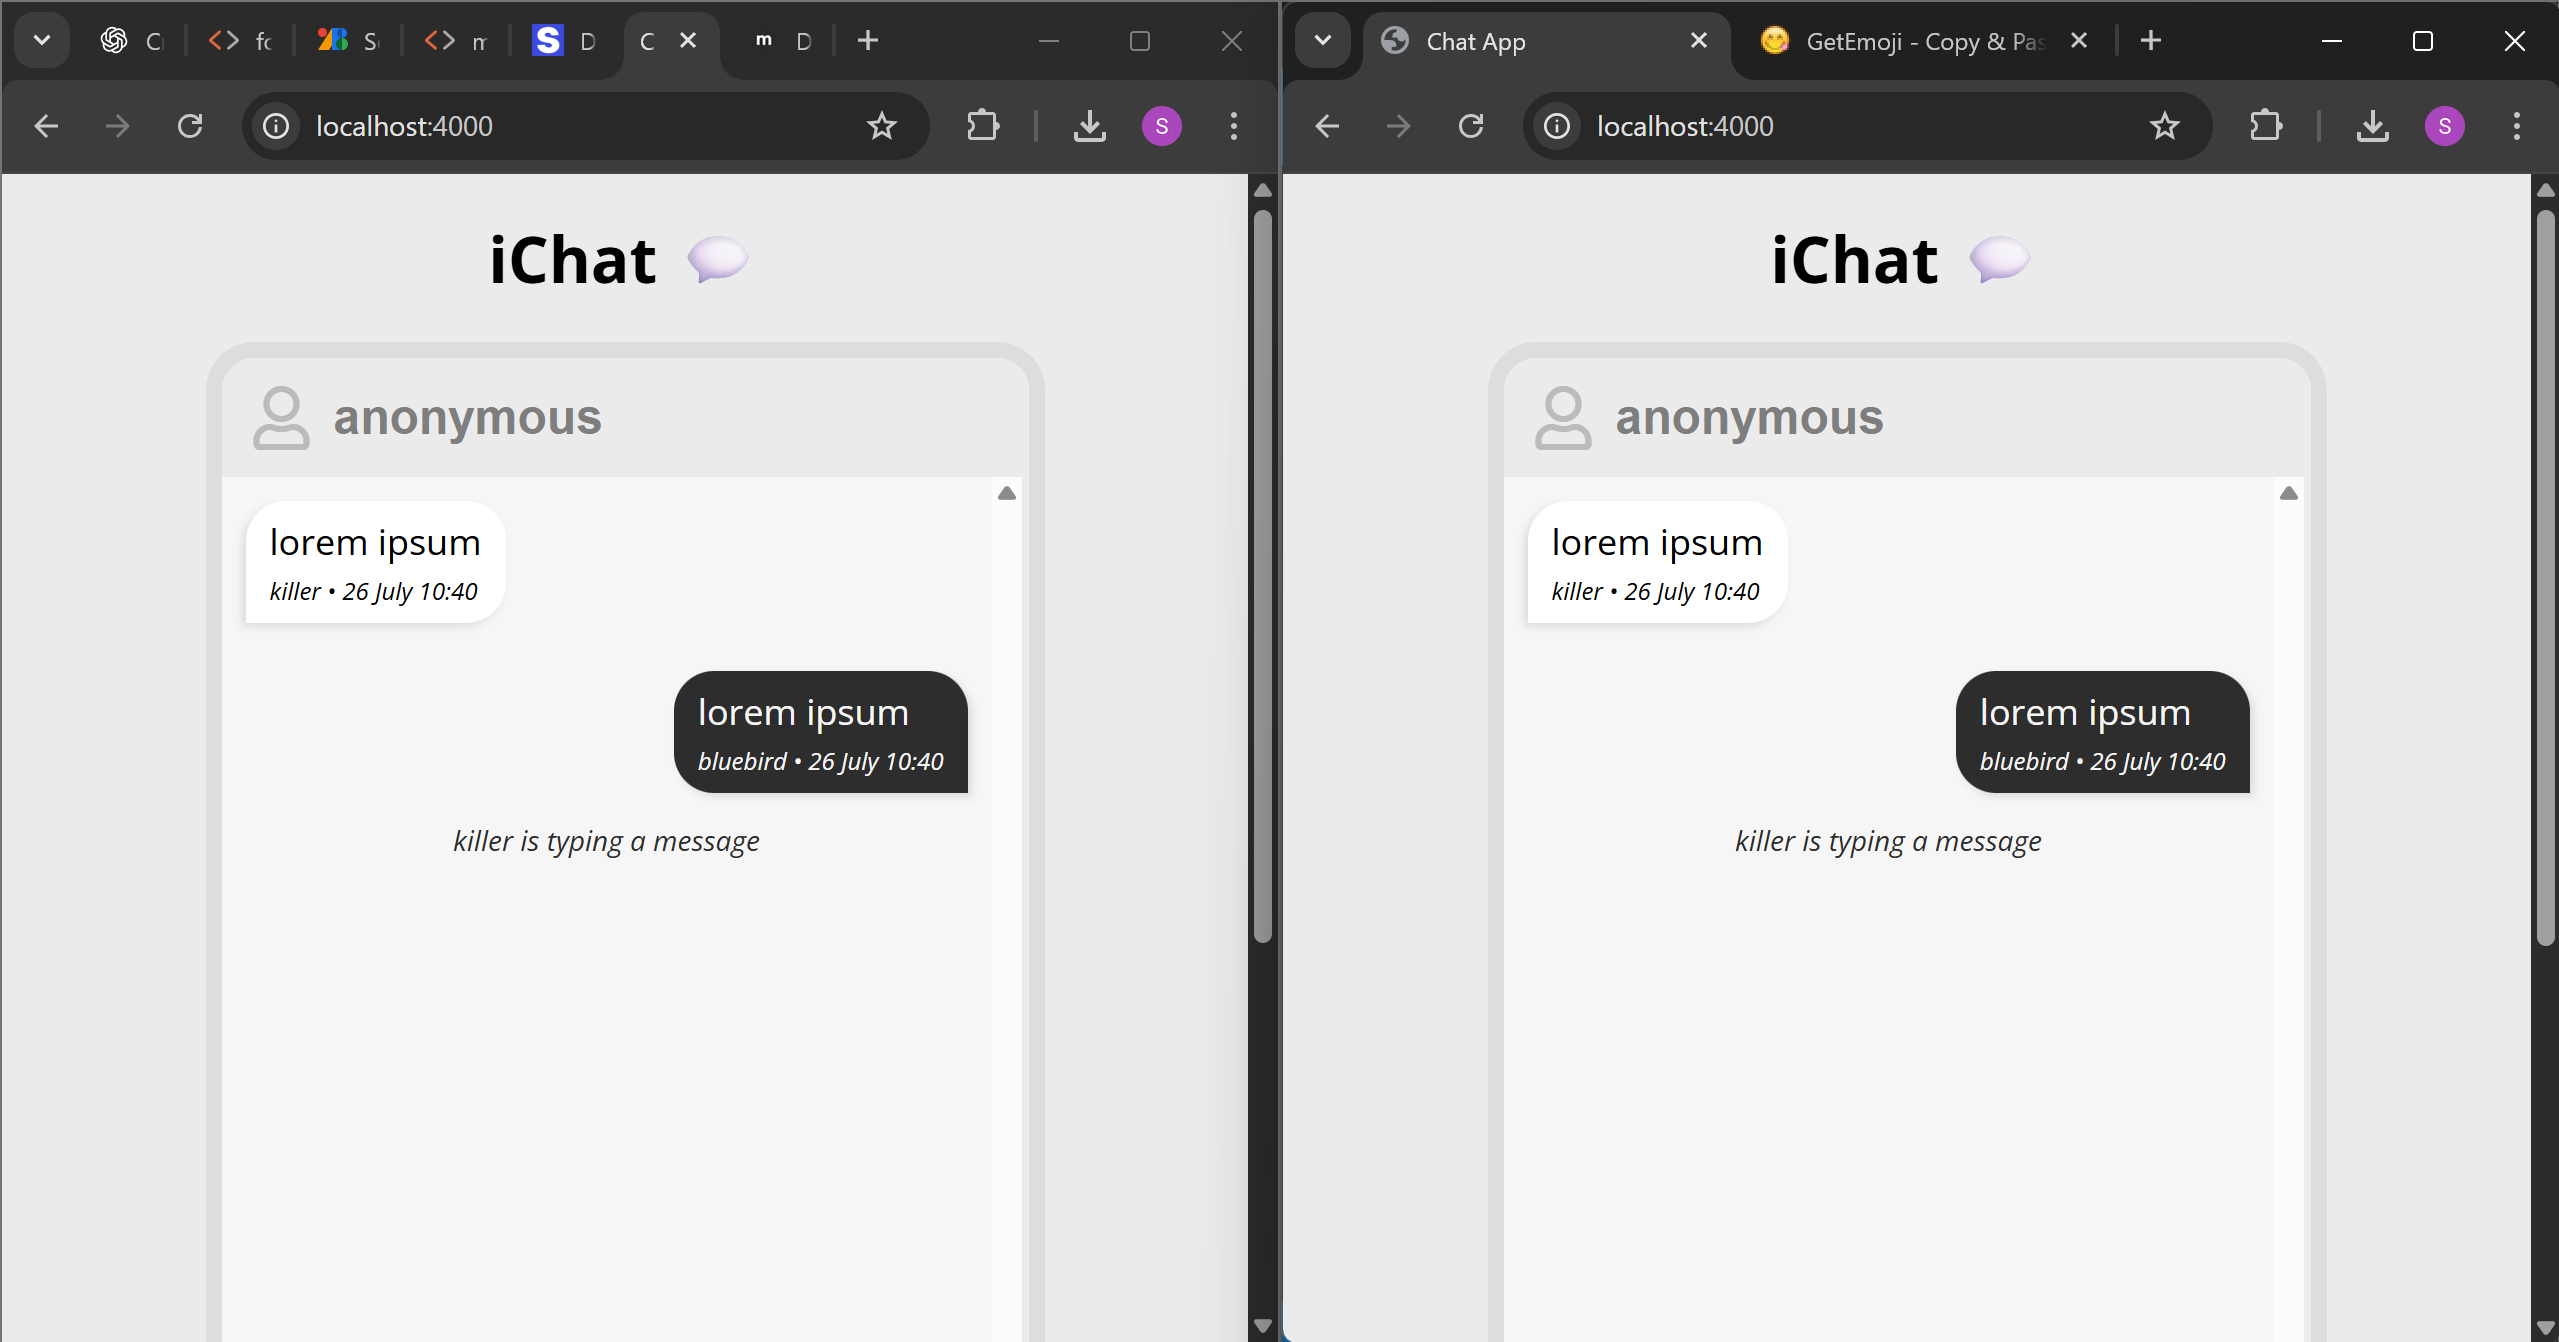 Chat App
GetEmoji - Copy & Pas
localhost:4000
localhost:4000
S
S
iChat
anonymous
lorem ipsum
killer • 26 July 10:40
lorem ipsum
bluebird • 26 July 10:40
killer is typing a message
iChat
anonymous
lorem ipsum
killer • 26 July 10:40
lorem ipsum
bluebird • 26 July 10:40
killer is typing a message